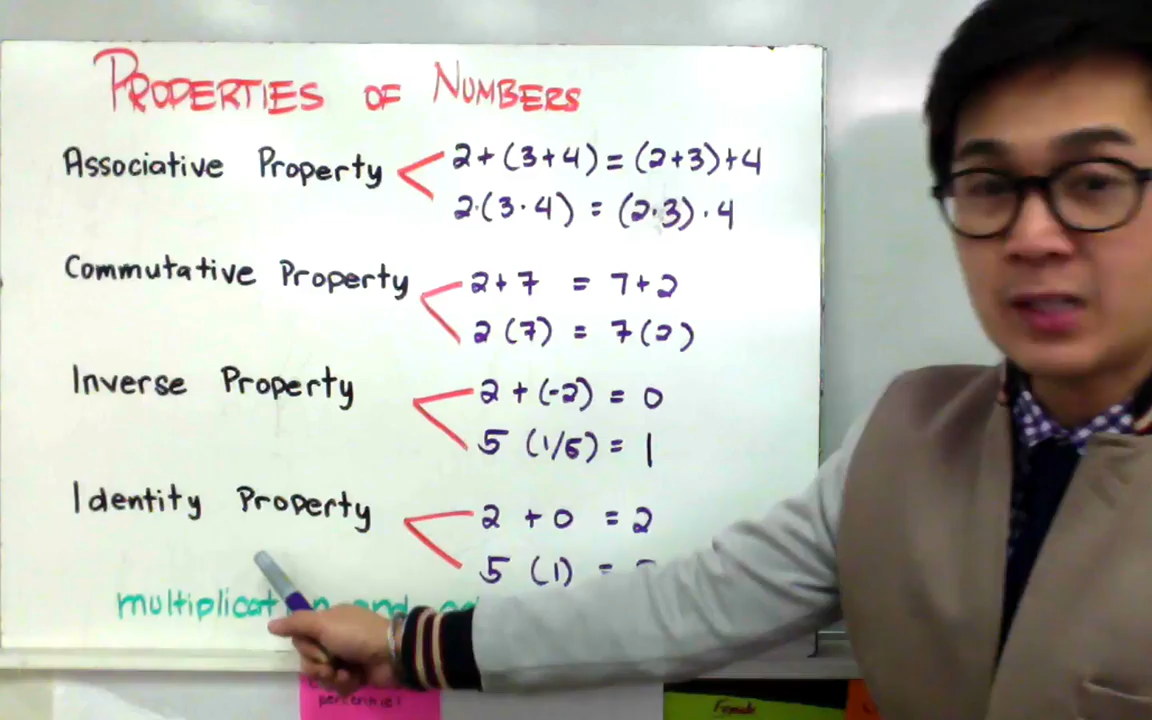 PROPERTIES OF NUMBERS
Associative Property
2+(3+4)=(2+3)+4
2·(3·4) = (2·3)·4
Commutative Property
2+7 = 7+2
2(7) = 7(2)
Inverse Property
2+(-2) = 0
5 (1/5) = 1
Identity Property
2 + 0 = 2
5 (1) =
and